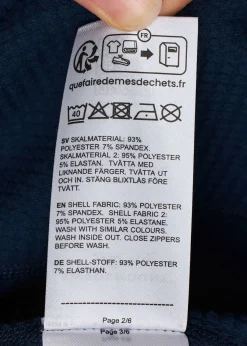 FR
quefairedemesdechets.fr
40
SV SKALMATERIAL: 93%
POLYESTER 7% SPANDEX.
SKALMATERIAL 2: 95% POLYESTER
5% ELASTAN. TVÄTTA MED
LIKNANDE FÄRGER. TVÄTTA UT
OCH IN. STÄNG BLIXTLÅS FÖRE
TVÄTT.
EN SHELL FABRIC: 93% POLYESTER
7% SPANDEX. SHELL FABRIC 2:
95% POLYESTER 5% ELASTANE.
WASH WITH SIMILAR COLOURS.
WASH INSIDE OUT. CLOSE ZIPPERS
BEFORE WASH.
DE SHELL-STOFF: 93% POLYESTER
7% ELASTHAN.
Page 2/6
Page 3/6